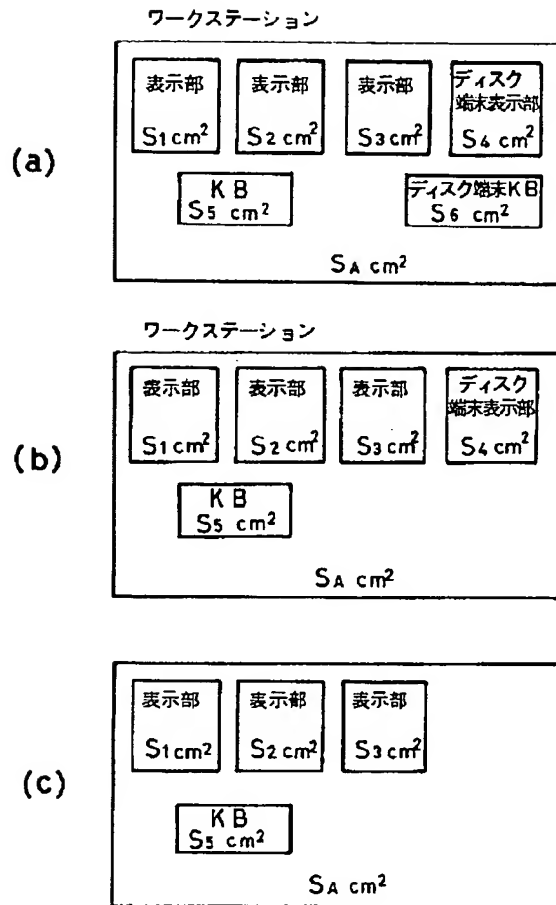 ワークステーション
表示部 表示部 表示部 ディスク
端末表示部
S1cm² S2cm² S3cm² S4cm²
(a)
KB ディスク端末KB
S5 cm² S6 cm²
SA cm²
ワークステーション
表示部 表示部 表示部 ディスク
端末表示部
S1cm² S2cm² S3cm² S4cm²
(b)
KB
S5 cm²
SA cm²
表示部 表示部 表示部
S1cm² S2cm² S3cm²
(c)
KB
S5 cm²
SA cm²